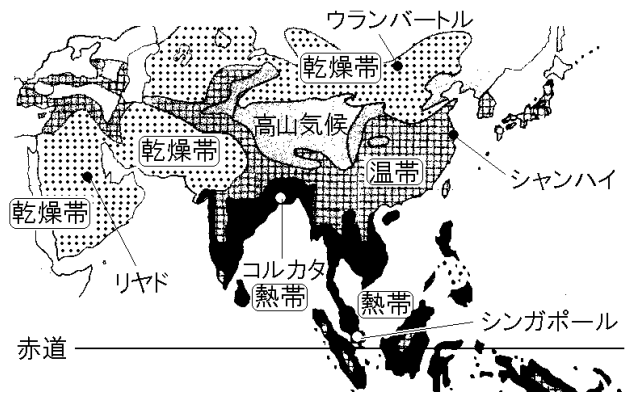 ウランバートル
乾燥帯
高山気候
乾燥帯
温帯
シャンハイ
乾燥帯
リヤド
コルカタ
熱帯
熱帯
シンガポール
赤道